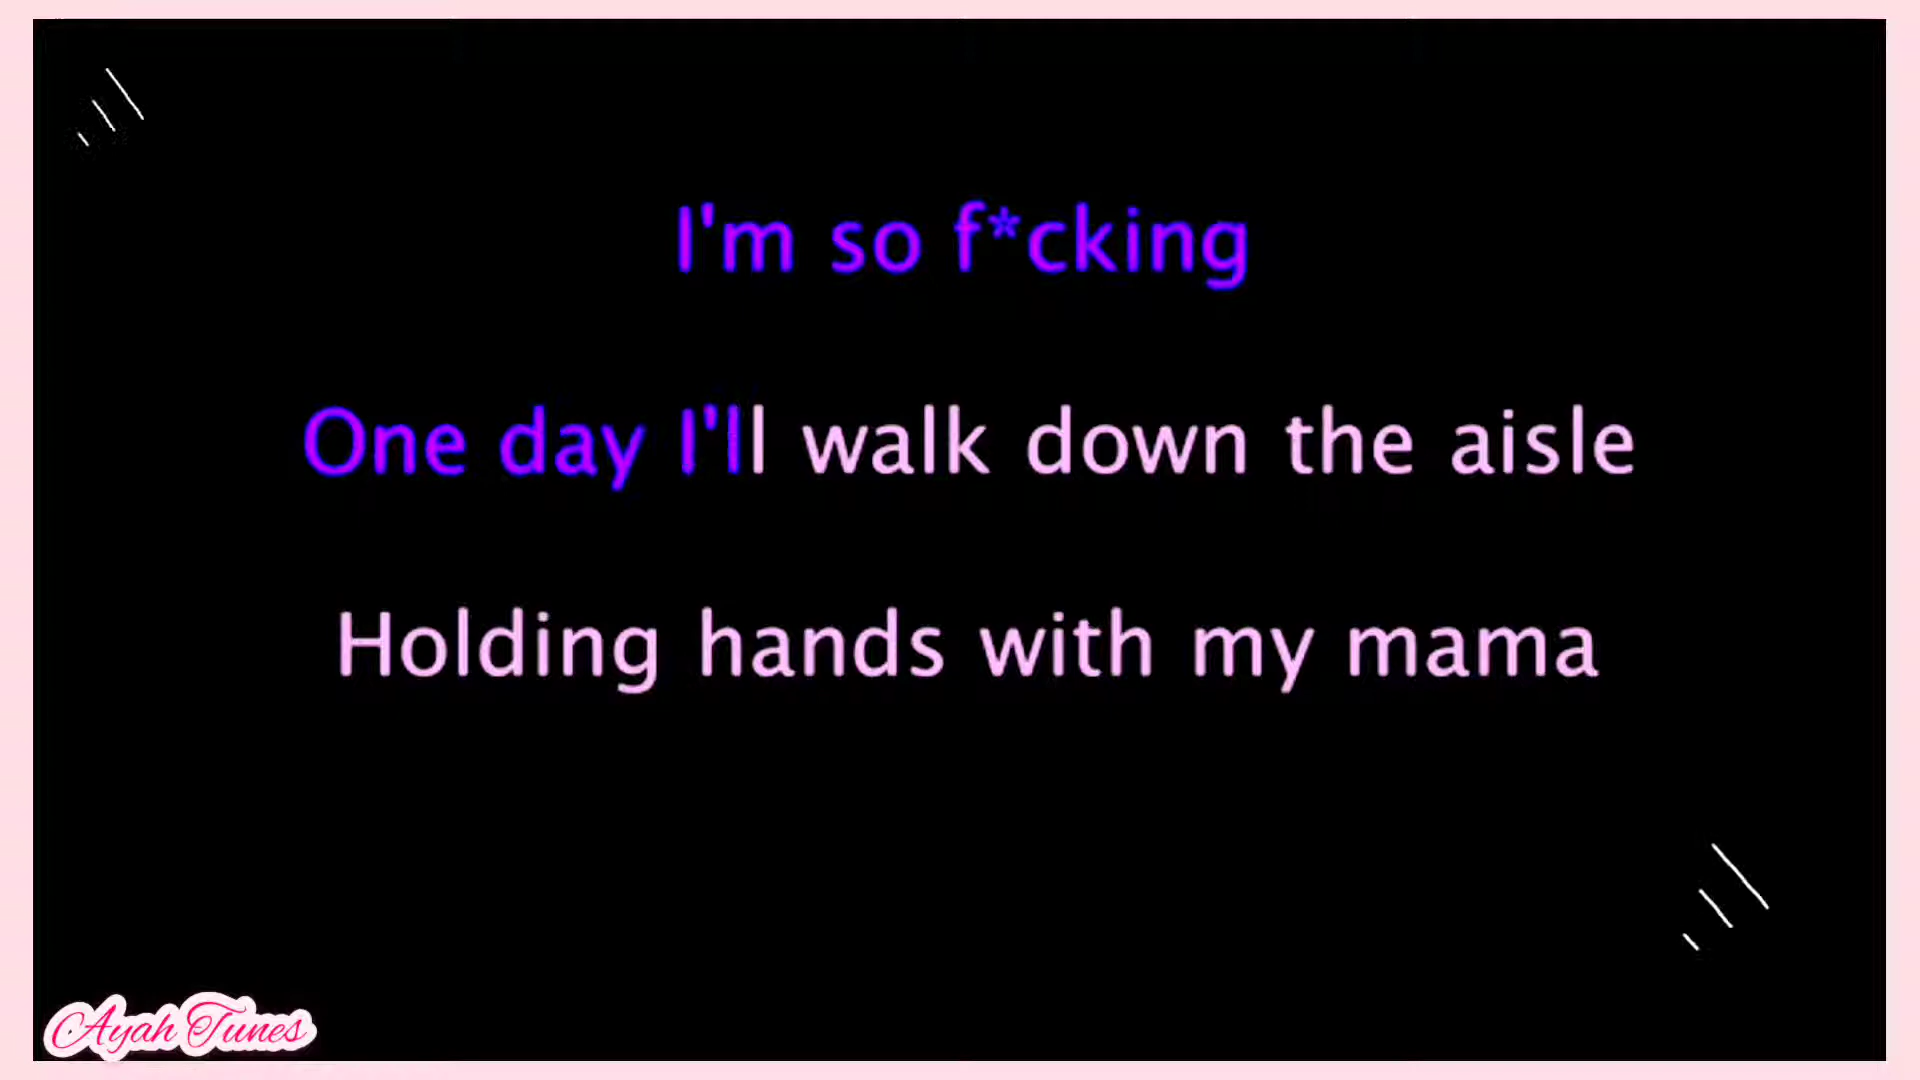 I'm so f*cking
One day I'll walk down the aisle
Holding hands with my mama
Ayah Tunes